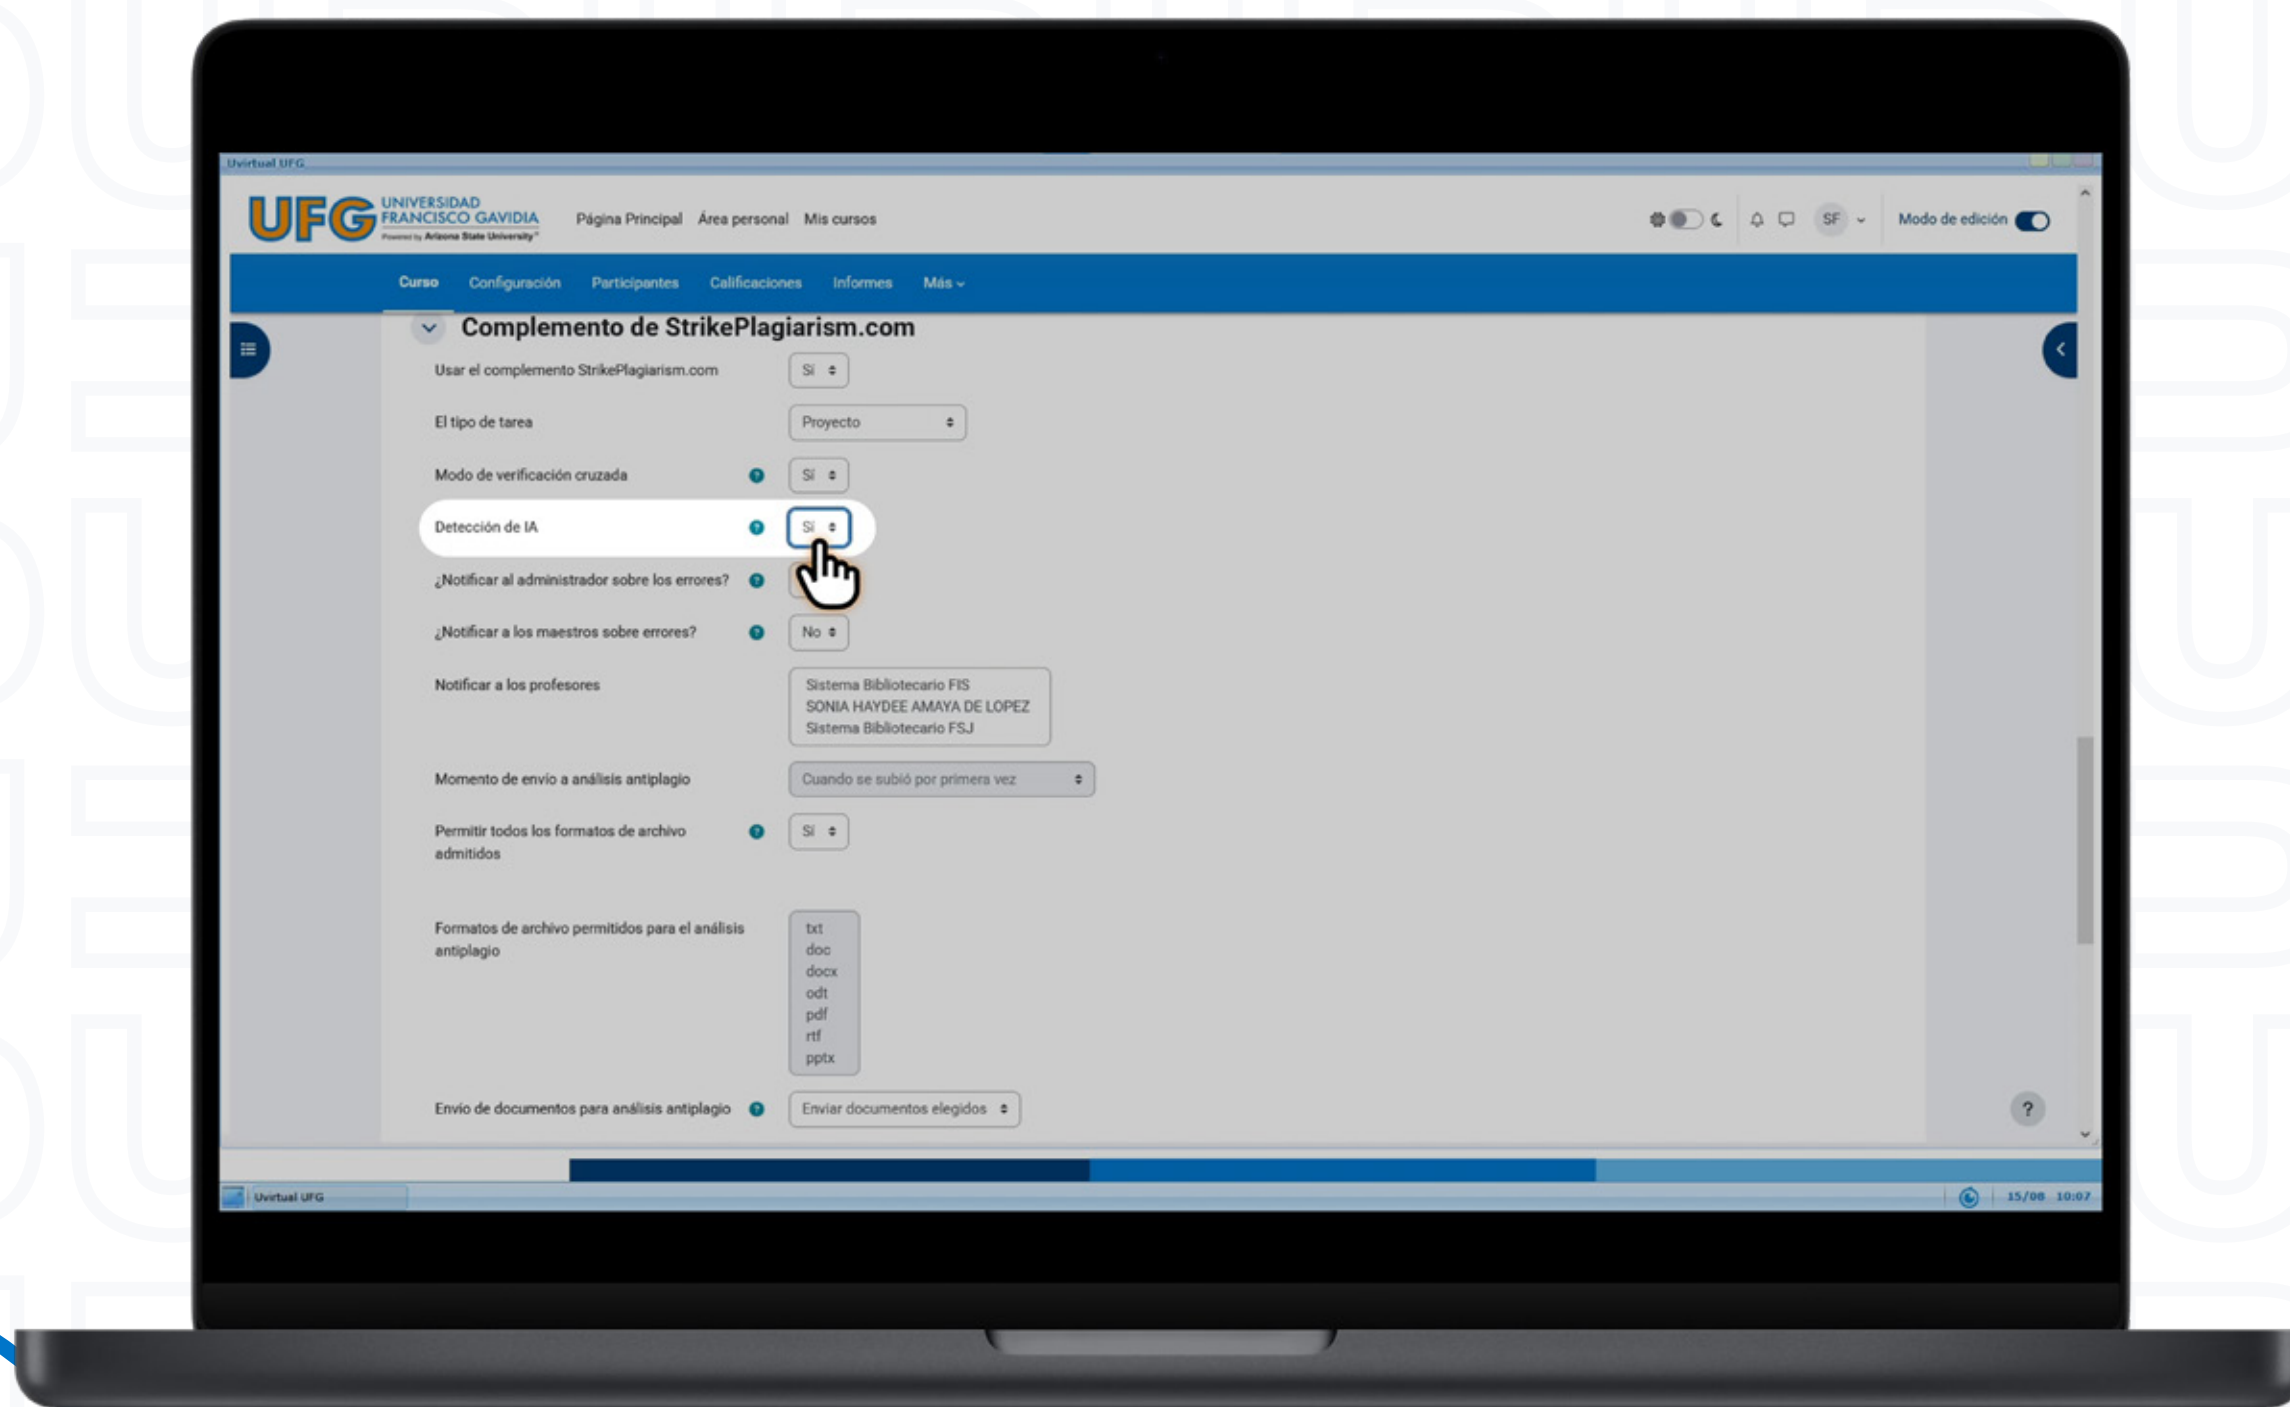 Uvirtual UFG
UFG UNIVERSIDAD
FRANCISCO GAVIDIA
Powered by Arizona State University®
Página Principal Área personal Mis cursos
SF
Modo de edición
Curso Configuración Participantes Calificaciones Informes Más
Complemento de StrikePlagiarism.com
Usar el complemento StrikePlagiarism.com Sí
El tipo de tarea Proyecto
Modo de verificación cruzada ? Sí
Detección de IA ? Sí
¿Notificar al administrador sobre los errores? ?
¿Notificar a los maestros sobre errores? ? No
Notificar a los profesores
Sistema Bibliotecario FIS
SONIA HAYDEE AMAYA DE LOPEZ
Sistema Bibliotecario FSJ
Momento de envío a análisis antiplagio Cuando se subió por primera vez
Permitir todos los formatos de archivo
admitidos
? Sí
Formatos de archivo permitidos para el análisis
antiplagio
txt
doc
docx
odt
pdf
rtf
pptx
Envío de documentos para análisis antiplagio ? Enviar documentos elegidos
?
Uvirtual UFG
15/08 10:07